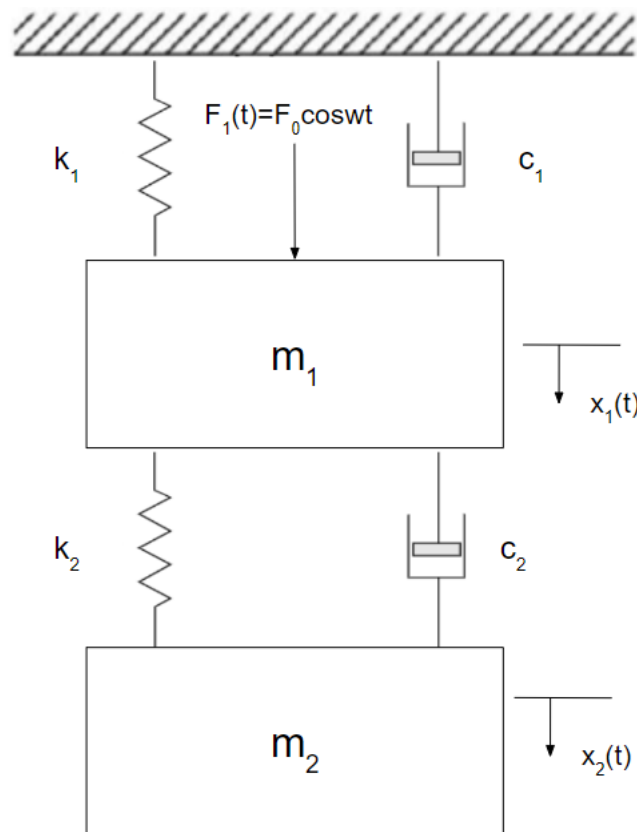 F₁(t)=F₀coswt
k₁
c₁
m₁
x₁(t)
k₂
c₂
m₂
x₂(t)